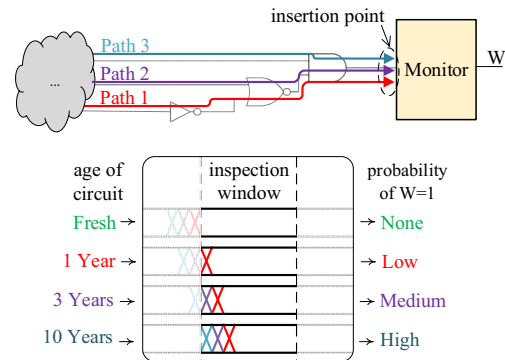 insertion point
Path 3
Path 2
Path 1
...
Monitor
W
age of circuit
inspection window
probability of W=1
Fresh
None
1 Year
Low
3 Years
Medium
10 Years
High